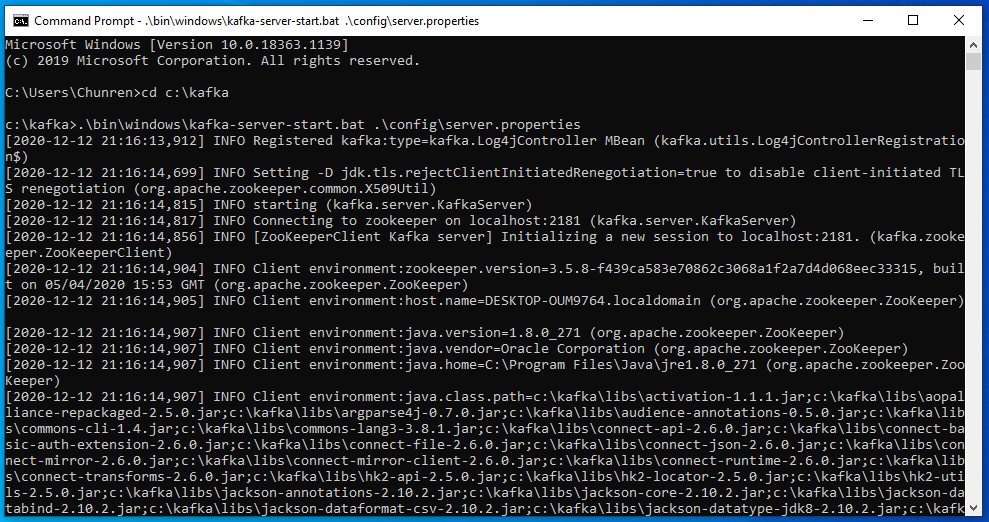 Command Prompt - .\bin\windows\kafka-server-start.bat .\config\server.properties
Microsoft Windows [Version 10.0.18363.1139]
(c) 2019 Microsoft Corporation. All rights reserved.
C:\Users\Chunren>cd c:\kafka
c:\kafka>.\bin\windows\kafka-server-start.bat .\config\server.properties
[2020-12-12 21:16:13,912] INFO Registered kafka:type=kafka.Log4jController MBean (kafka.utils.Log4jControllerRegistratio
n$)
[2020-12-12 21:16:14,699] INFO Setting -D jdk.tls.rejectClientInitiatedRenegotiation=true to disable client-initiated TL
S renegotiation (org.apache.zookeeper.common.X509Util)
[2020-12-12 21:16:14,815] INFO starting (kafka.server.KafkaServer)
[2020-12-12 21:16:14,817] INFO Connecting to zookeeper on localhost:2181 (kafka.server.KafkaServer)
[2020-12-12 21:16:14,856] INFO [ZooKeeperClient Kafka server] Initializing a new session to localhost:2181. (kafka.zooke
eper.ZooKeeperClient)
[2020-12-12 21:16:14,904] INFO Client environment:zookeeper.version=3.5.8-f439ca583e70862c3068a1f2a7d4d068eec33315, buil
t on 05/04/2020 15:53 GMT (org.apache.zookeeper.ZooKeeper)
[2020-12-12 21:16:14,905] INFO Client environment:host.name=DESKTOP-OUM9764.localdomain (org.apache.zookeeper.ZooKeeper)
[2020-12-12 21:16:14,907] INFO Client environment:java.version=1.8.0_271 (org.apache.zookeeper.ZooKeeper)
[2020-12-12 21:16:14,907] INFO Client environment:java.vendor=Oracle Corporation (org.apache.zookeeper.ZooKeeper)
[2020-12-12 21:16:14,907] INFO Client environment:java.home=C:\Program Files\Java\jre1.8.0_271 (org.apache.zookeeper.Zoo
Keeper)
[2020-12-12 21:16:14,907] INFO Client environment:java.class.path=c:\kafka\libs\activation-1.1.1.jar;c:\kafka\libs\aopal
liance-repackaged-2.5.0.jar;c:\kafka\libs\argparse4j-0.7.0.jar;c:\kafka\libs\audience-annotations-0.5.0.jar;c:\kafka\lib
s\commons-cli-1.4.jar;c:\kafka\libs\commons-lang3-3.8.1.jar;c:\kafka\libs\connect-api-2.6.0.jar;c:\kafka\libs\connect-ba
sic-auth-extension-2.6.0.jar;c:\kafka\libs\connect-file-2.6.0.jar;c:\kafka\libs\connect-json-2.6.0.jar;c:\kafka\libs\con
nect-mirror-2.6.0.jar;c:\kafka\libs\connect-mirror-client-2.6.0.jar;c:\kafka\libs\connect-runtime-2.6.0.jar;c:\kafka\lib
s\connect-transforms-2.6.0.jar;c:\kafka\libs\hk2-api-2.5.0.jar;c:\kafka\libs\hk2-locator-2.5.0.jar;c:\kafka\libs\hk2-uti
ls-2.5.0.jar;c:\kafka\libs\jackson-annotations-2.10.2.jar;c:\kafka\libs\jackson-core-2.10.2.jar;c:\kafka\libs\jackson-da
tabind-2.10.2.jar;c:\kafka\libs\jackson-dataformat-csv-2.10.2.jar;c:\kafka\libs\jackson-datatype-jdk8-2.10.2.jar;c:\kafk